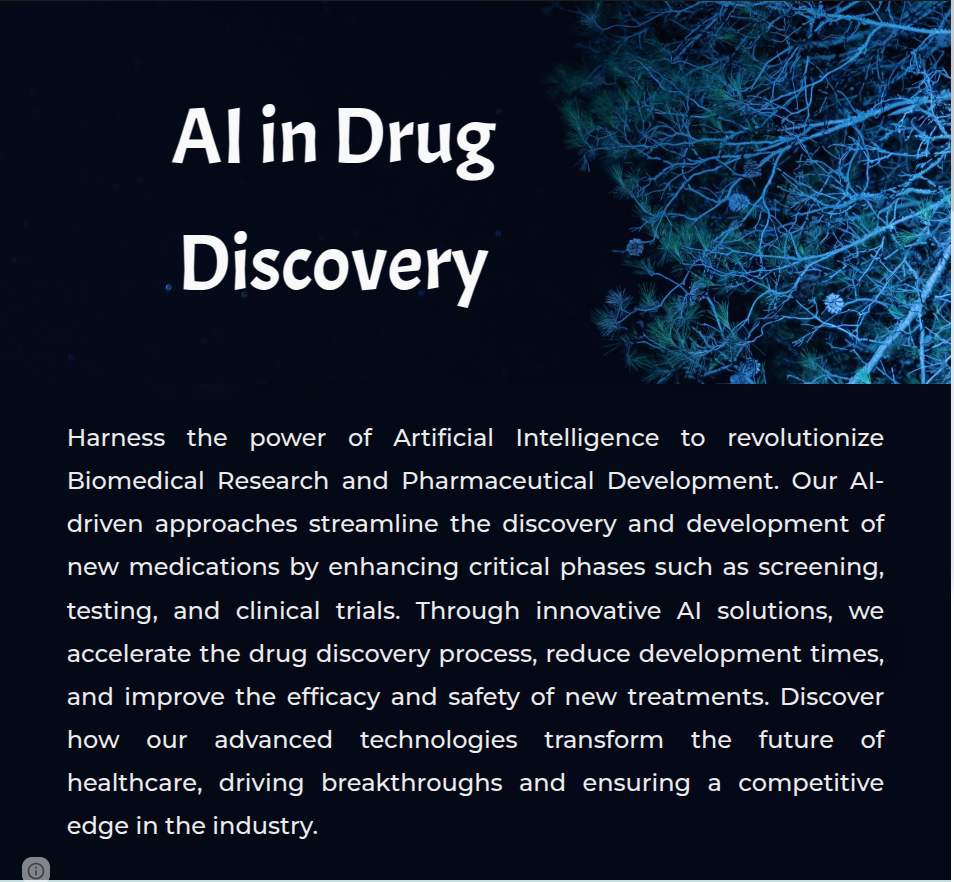 AI in Drug
Discovery
Harness the power of Artificial Intelligence to revolutionize
Biomedical Research and Pharmaceutical Development. Our AI-
driven approaches streamline the discovery and development of
new medications by enhancing critical phases such as screening,
testing, and clinical trials. Through innovative AI solutions, we
accelerate the drug discovery process, reduce development times,
and improve the efficacy and safety of new treatments. Discover
how our advanced technologies transform the future of
healthcare, driving breakthroughs and ensuring a competitive
edge in the industry.